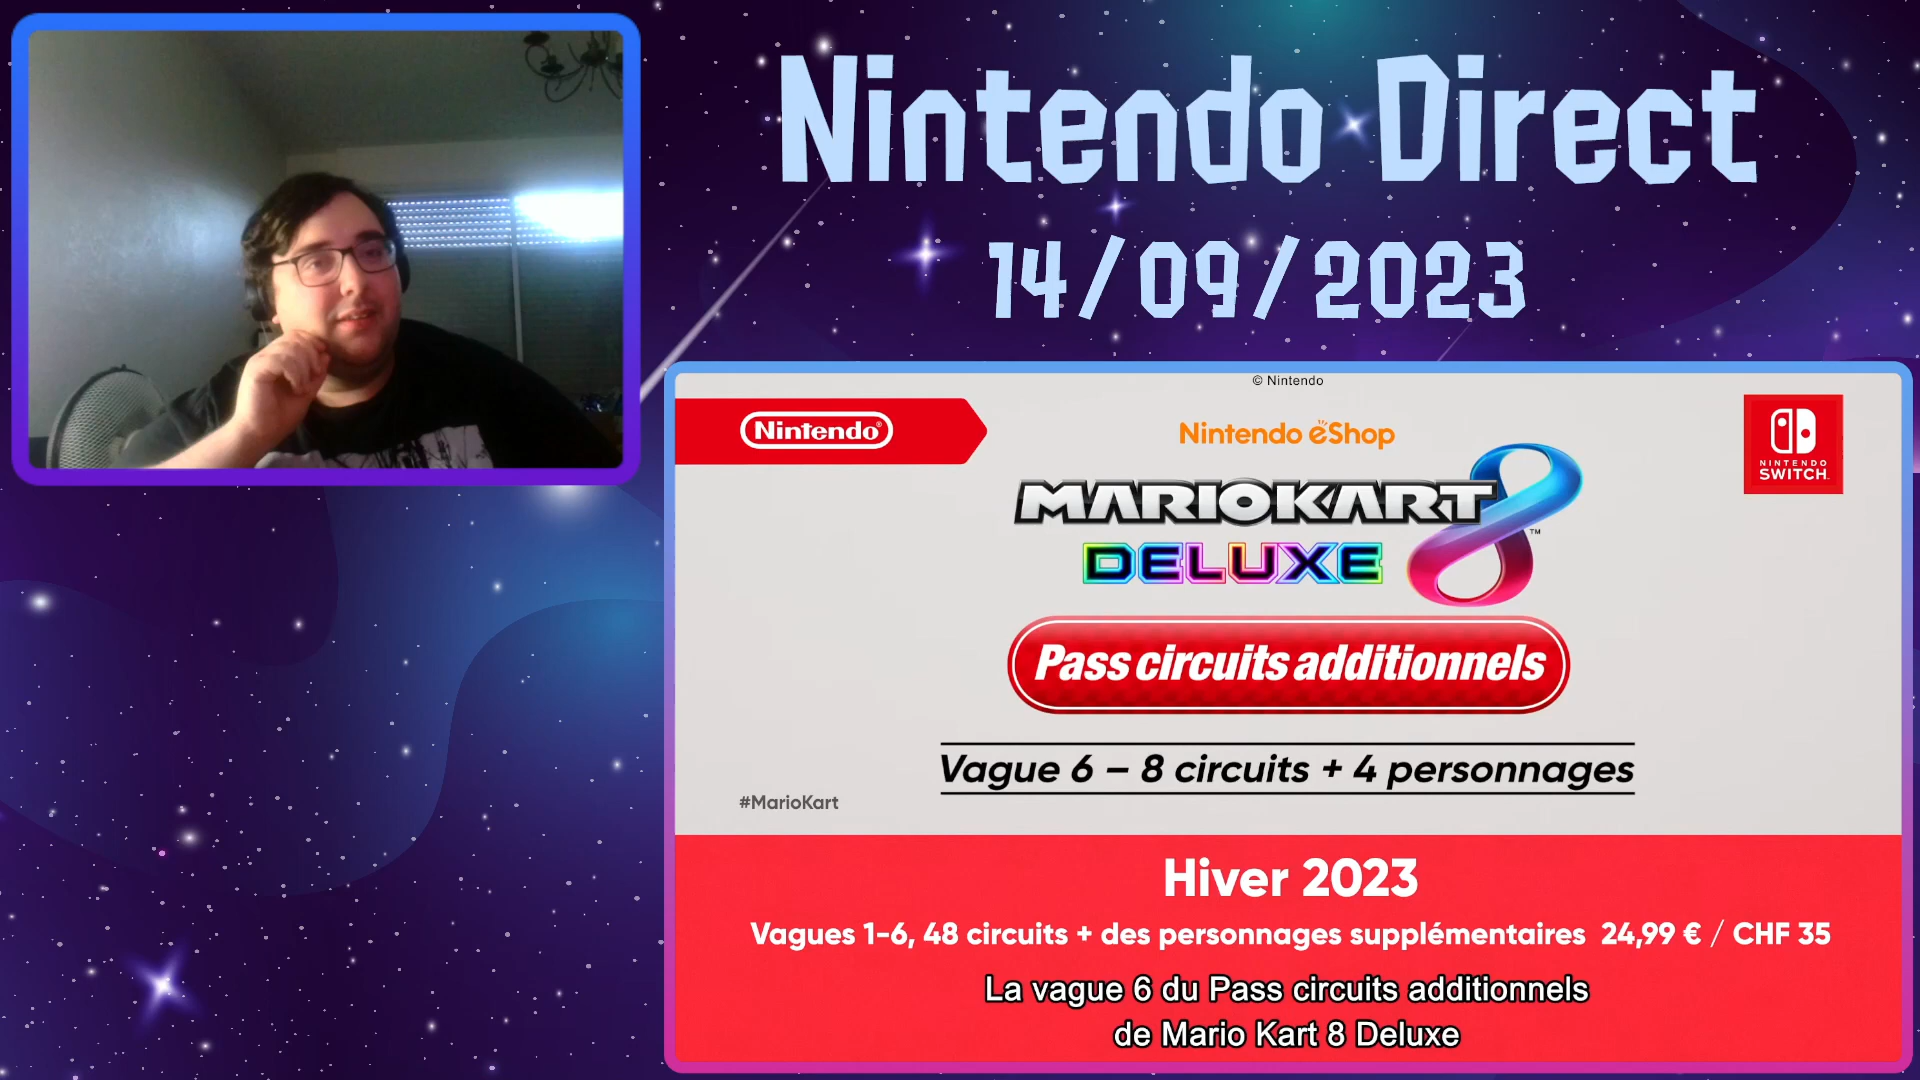 Nintendo Direct
14/09/2023
© Nintendo
Nintendo®
Nintendo eShop
NINTENDO
SWITCH™
MARIOKART 8™
DELUXE
Pass circuits additionnels
Vague 6 – 8 circuits + 4 personnages
#MarioKart
Hiver 2023
Vagues 1-6, 48 circuits + des personnages supplémentaires 24,99 € / CHF 35
La vague 6 du Pass circuits additionnels
de Mario Kart 8 Deluxe